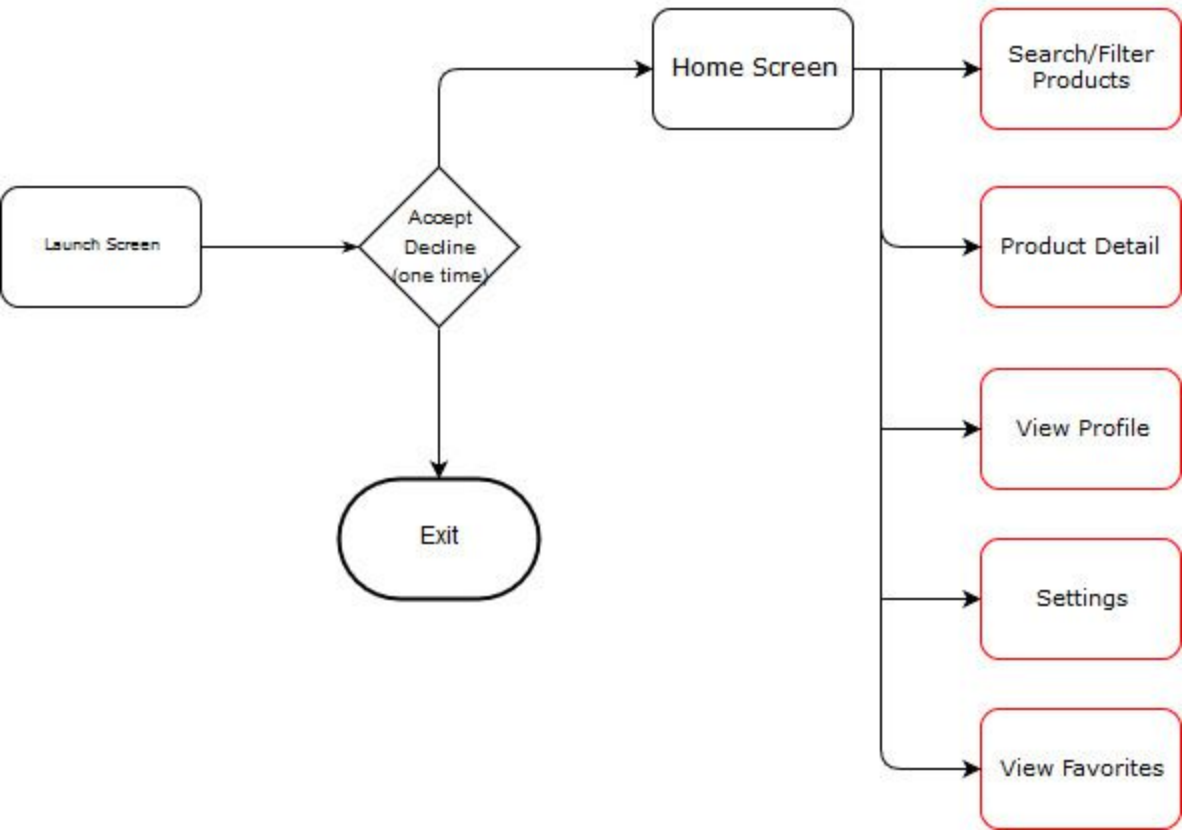 Home Screen
Search/Filter
Products
Launch Screen
Accept
Decline
(one time)
Product Detail
View Profile
Exit
Settings
View Favorites